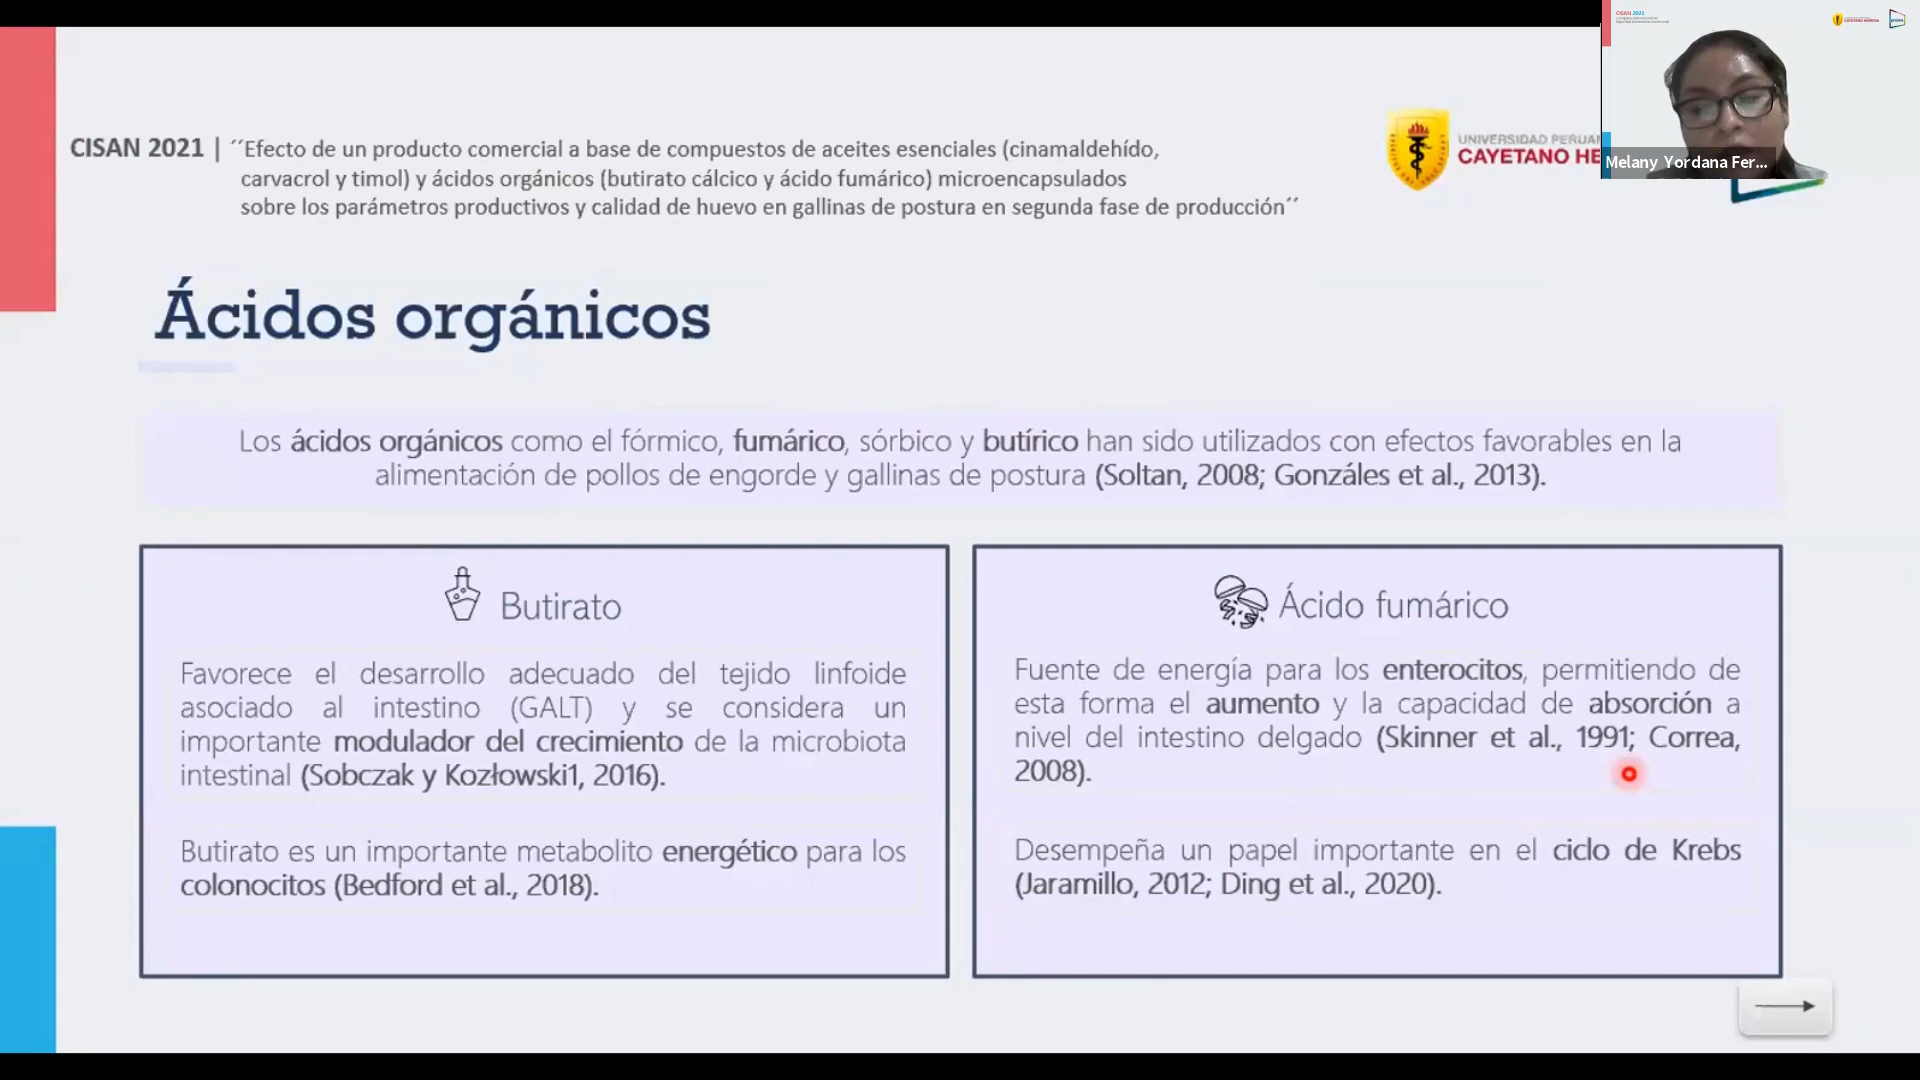 CISAN 2021
CAYETANO HEREDIA
CISAN 2021 | ´´Efecto de un producto comercial a base de compuestos de aceites esenciales (cinamaldehído,
carvacrol y timol) y ácidos orgánicos (butirato cálcico y ácido fumárico) microencapsulados
sobre los parámetros productivos y calidad de huevo en gallinas de postura en segunda fase de producción´´
UNIVERSIDAD PERUAN
CAYETANO HE
Melany Yordana Fer...
Ácidos orgánicos
Los ácidos orgánicos como el fórmico, fumárico, sórbico y butírico han sido utilizados con efectos favorables en la
alimentación de pollos de engorde y gallinas de postura (Soltan, 2008; Gonzáles et al., 2013).
Butirato
Favorece el desarrollo adecuado del tejido linfoide
asociado al intestino (GALT) y se considera un
importante modulador del crecimiento de la microbiota
intestinal (Sobczak y Kozłowski1, 2016).
Butirato es un importante metabolito energético para los
colonocitos (Bedford et al., 2018).
Ácido fumárico
Fuente de energía para los enterocitos, permitiendo de
esta forma el aumento y la capacidad de absorción a
nivel del intestino delgado (Skinner et al., 1991; Correa,
2008).
Desempeña un papel importante en el ciclo de Krebs
(Jaramillo, 2012; Ding et al., 2020).